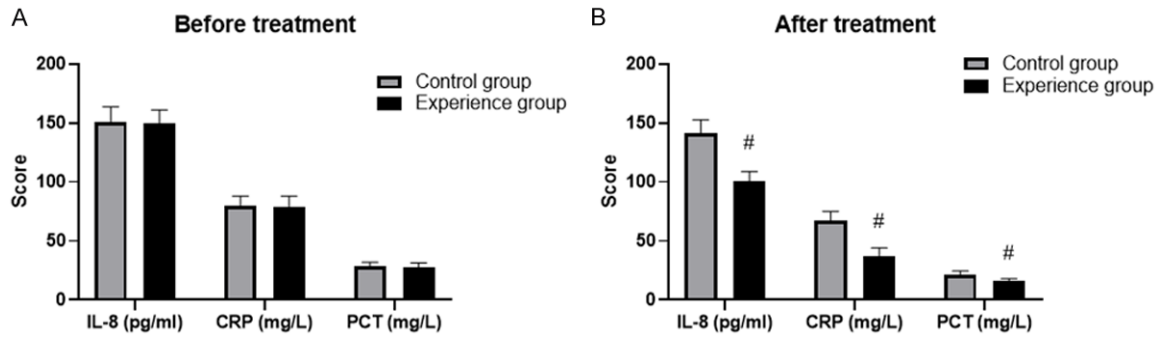 A
Before treatment
200
150
100
50
0
Score
Control group
Experience group
IL-8 (pg/ml) CRP (mg/L) PCT (mg/L)
B
After treatment
200
150
100
50
0
Score
Control group
Experience group
#
#
#
IL-8 (pg/ml) CRP (mg/L) PCT (mg/L)